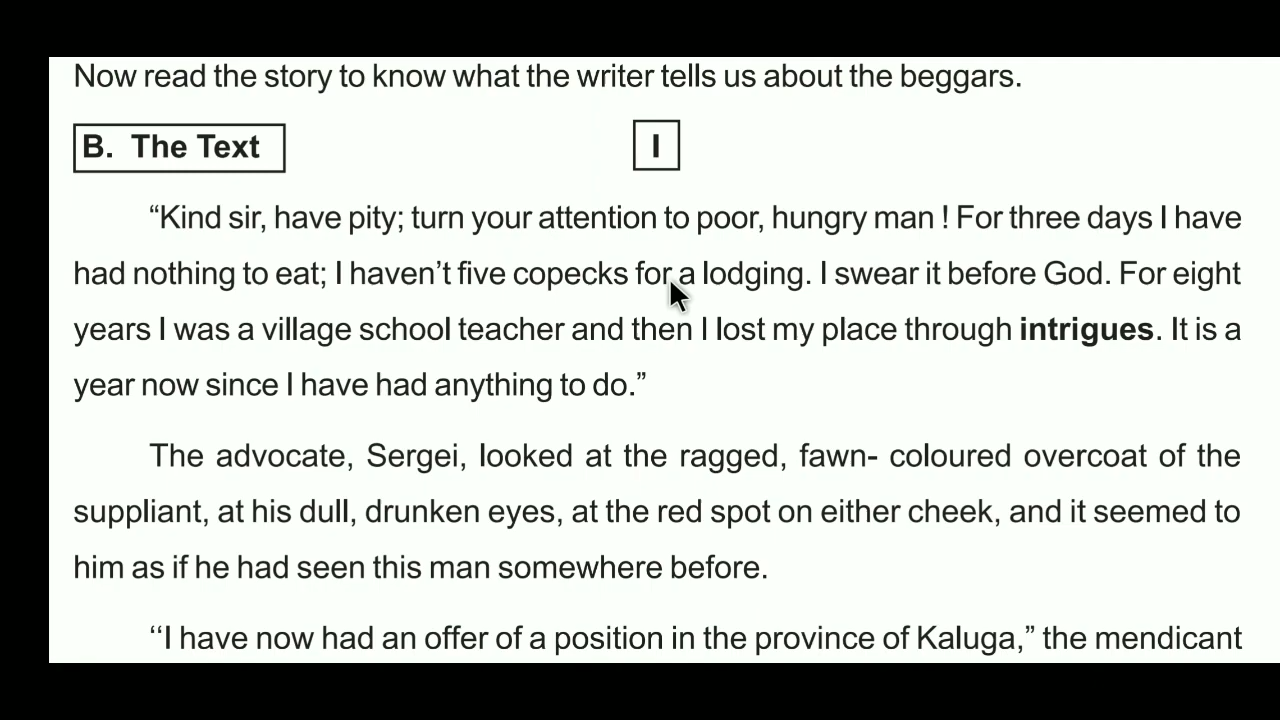 Now read the story to know what the writer tells us about the beggars.
B. The Text
I
“Kind sir, have pity; turn your attention to poor, hungry man ! For three days I have
had nothing to eat; I haven’t five copecks for a lodging. I swear it before God. For eight
years I was a village school teacher and then I lost my place through intrigues. It is a
year now since I have had anything to do.”
The advocate, Sergei, looked at the ragged, fawn- coloured overcoat of the
suppliant, at his dull, drunken eyes, at the red spot on either cheek, and it seemed to
him as if he had seen this man somewhere before.
‘‘I have now had an offer of a position in the province of Kaluga,” the mendicant